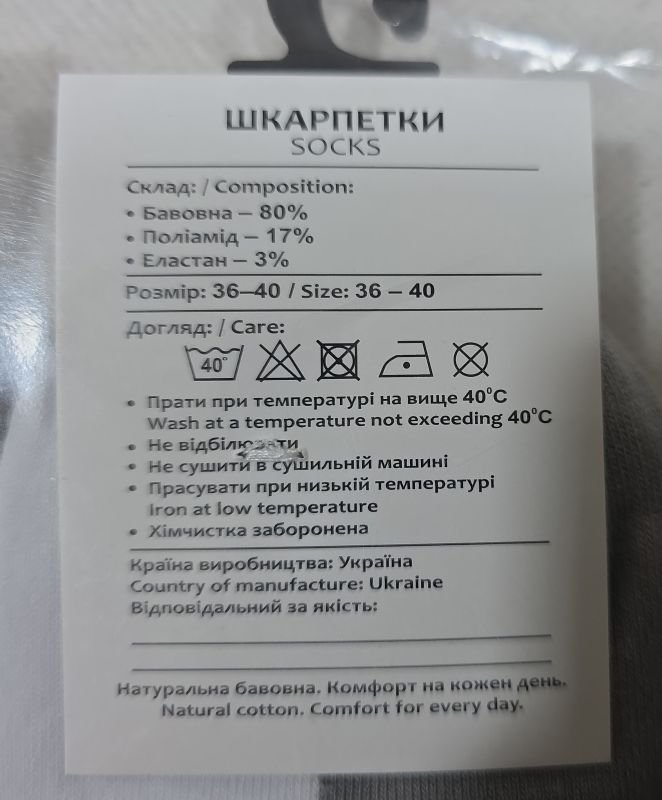 ШКАРПЕТКИ
SOCKS
Склад: / Composition:
• Бавовна – 80%
• Поліамід – 17%
• Еластан – 3%
Розмір: 36–40 / Size: 36 – 40
Догляд: / Care:
40°
• Прати при температурі на вище 40°C
Wash at a temperature not exceeding 40°C
• Не
• Не сушити в сушильній машині
• Прасувати при низькій температурі
Iron at low temperature
• Хімчистка заборонена
Країна виробництва: Україна
Country of manufacture: Ukraine
Відповідальний за якість:
Натуральна бавовна. Комфорт на кожен день.
Natural cotton. Comfort for every day.